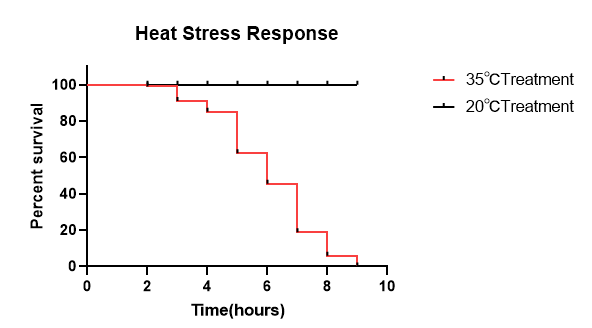 Heat Stress Response
35℃Treatment
20℃Treatment
Percent survival
100
80
60
40
20
0
0 2 4 6 8 10
Time(hours)